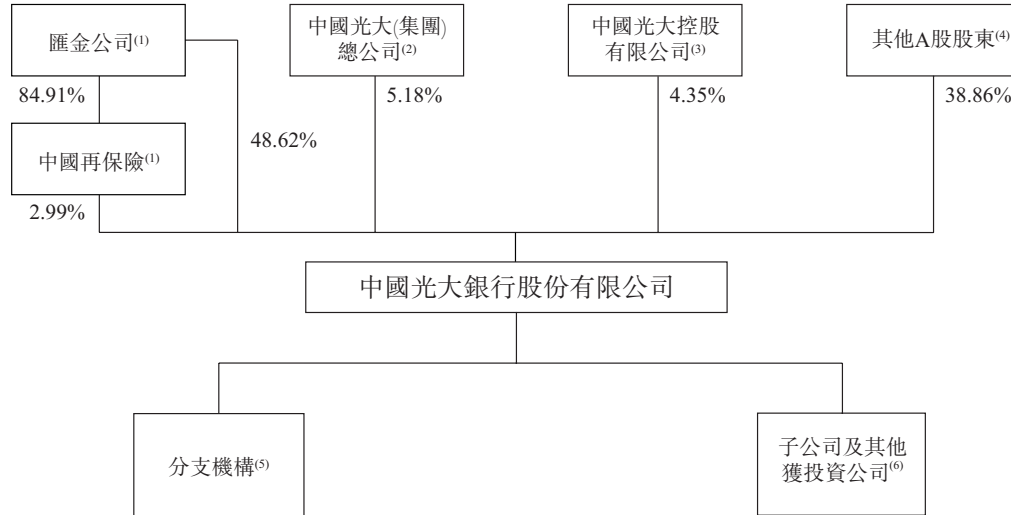 匯金公司(1)
中國光大(集團)
總公司(2)
中國光大控股
有限公司(3)
其他A股股東(4)
84.91%
5.18%
4.35%
38.86%
48.62%
中國再保險(1)
2.99%
中國光大銀行股份有限公司
分支機構(5)
子公司及其他
獲投資公司(6)